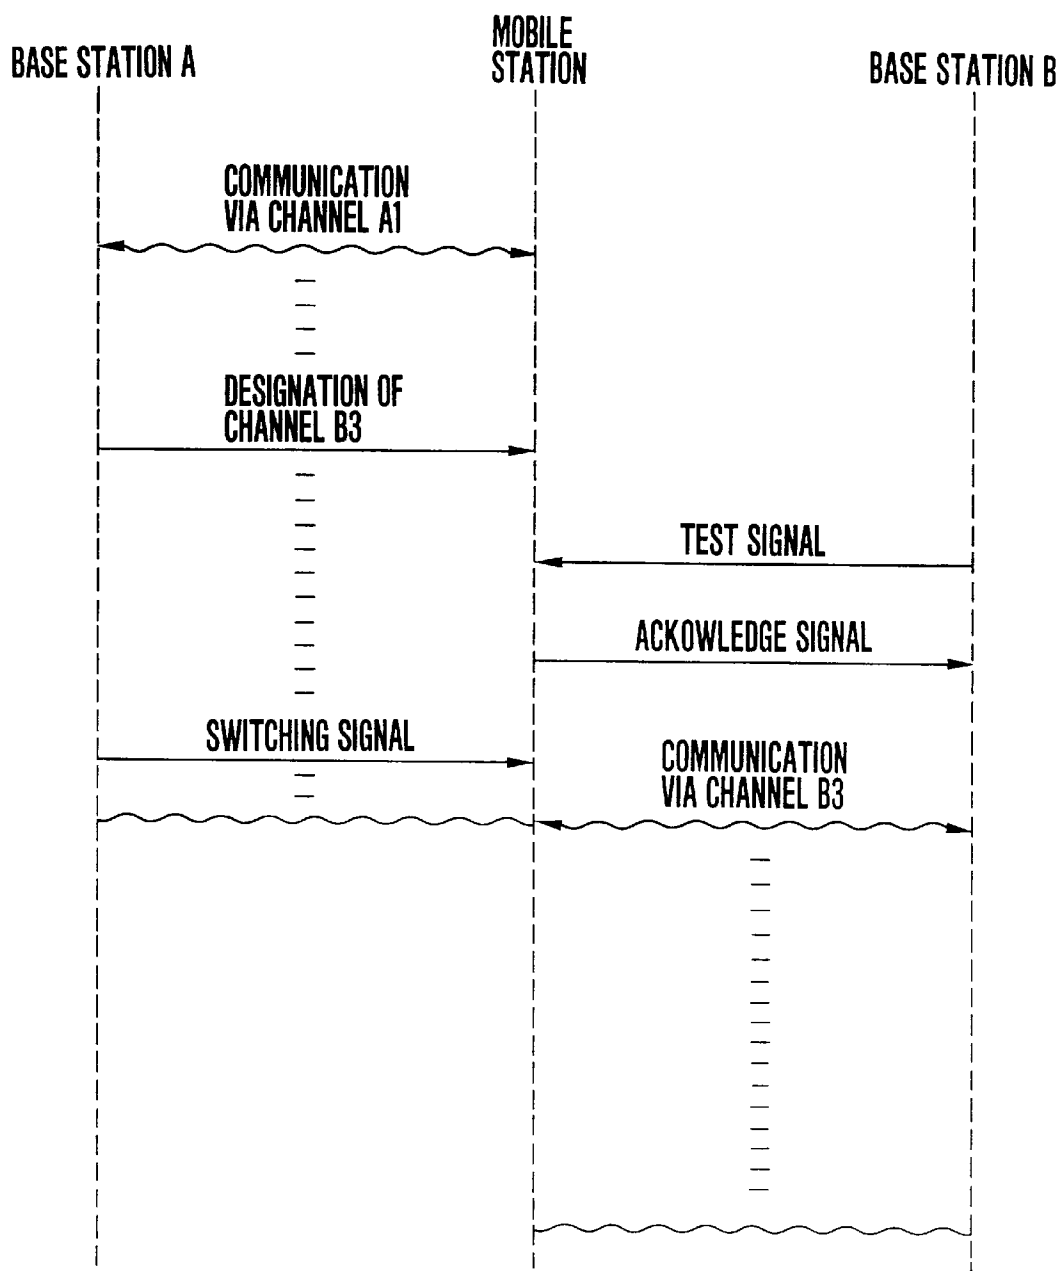 BASE STATION A
MOBILE
STATION
BASE STATION B
COMMUNICATION
VIA CHANNEL A1
DESIGNATION OF
CHANNEL B3
TEST SIGNAL
ACKOWLEDGE SIGNAL
SWITCHING SIGNAL
COMMUNICATION
VIA CHANNEL B3